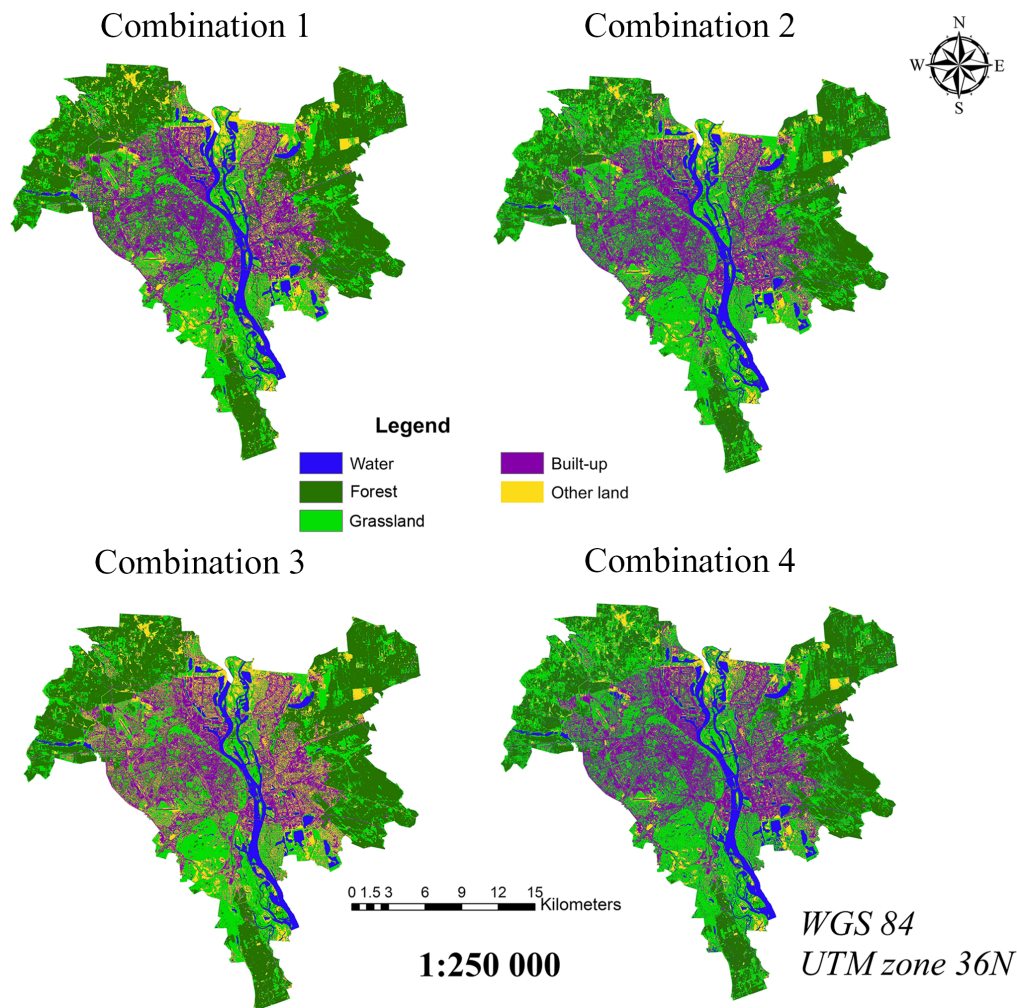 Combination 1
Combination 2
N
W
E
S
Legend
Water
Built-up
Forest
Other land
Grassland
Combination 3
Combination 4
0 1.5 3 6 9 12 15
Kilometers
1:250 000
WGS 84
UTM zone 36N